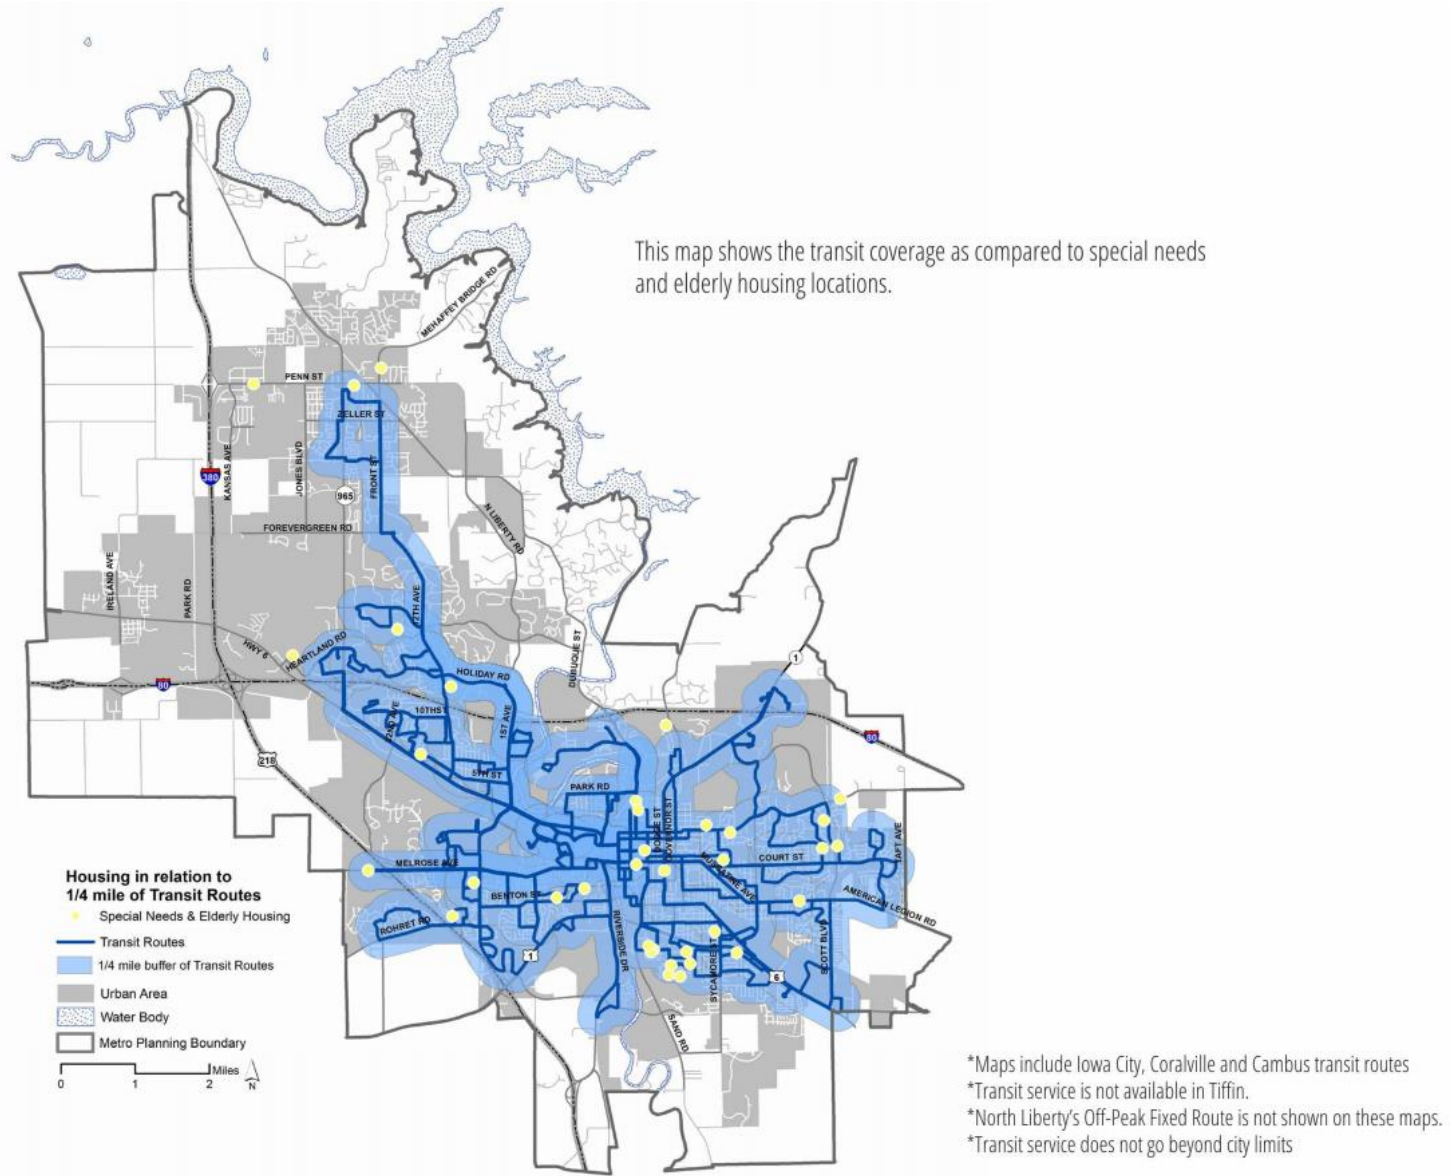 This map shows the transit coverage as compared to special needs
and elderly housing locations.
MEHAFFEY BRIDGE RD
PENN ST
ZELLER ST
KANSAS AVE
JONES BLVD
FRONT ST
380
965
N LIBERTY RD
FOREVERGREEN RD
IRELAND AVE
PARK RD
12TH AVE
HWY 6
HEARTLAND RD
DUBUQUE ST
1
HOLIDAY RD
80
22ND AVE
10TH ST
1ST AVE
80
218
5TH ST
PARK RD
DODGE ST
GOVERNOR ST
TAFT AVE
MELROSE AVE
MUSCATINE AVE
COURT ST
BENTON ST
AMERICAN LEGION RD
ROHRET RD
RIVERSIDE DR
SCOTT BLVD
1
SYCAMORE ST
6
SAND RD
Housing in relation to
1/4 mile of Transit Routes
Special Needs & Elderly Housing
Transit Routes
1/4 mile buffer of Transit Routes
Urban Area
Water Body
Metro Planning Boundary
Miles
0 1 2
N
*Maps include Iowa City, Coralville and Cambus transit routes
*Transit service is not available in Tiffin.
*North Liberty's Off-Peak Fixed Route is not shown on these maps.
*Transit service does not go beyond city limits